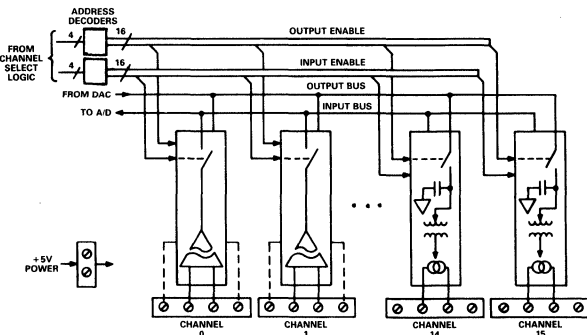 ADDRESS
DECODERS
4
16
OUTPUT ENABLE
FROM
CHANNEL
SELECT
LOGIC
4
16
INPUT ENABLE
FROM DAC
OUTPUT BUS
TO A/D
INPUT BUS
+5V
POWER
CHANNEL
0
CHANNEL
1
CHANNEL
14
CHANNEL
15